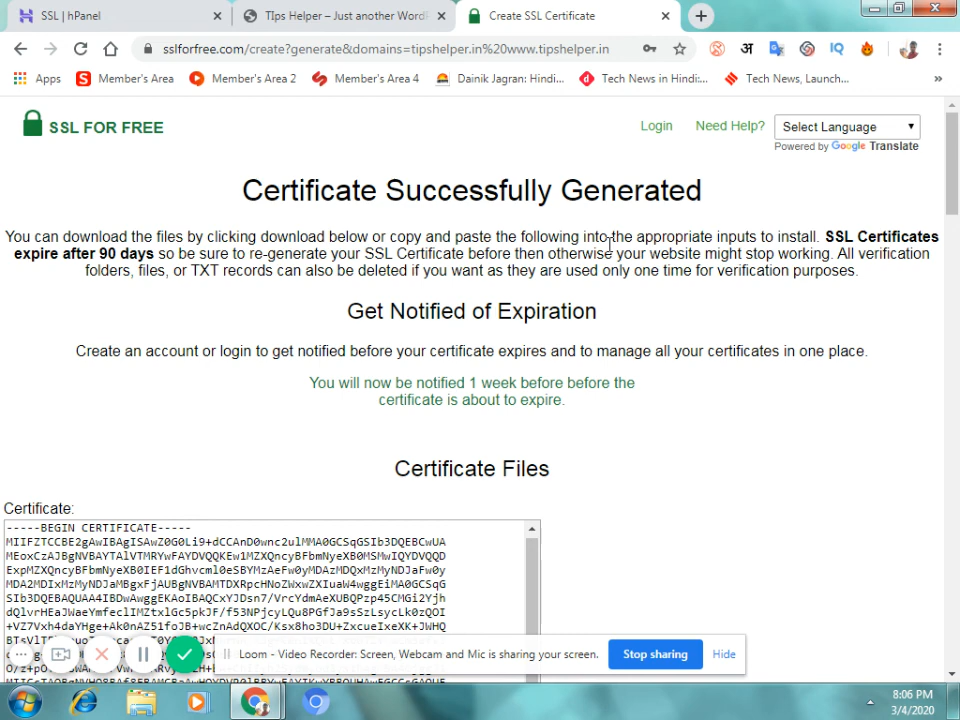 SSL | hPanel
TIps Helper – Just another WordP
Create SSL Certificate
sslforfree.com/create?generate&domains=tipshelper.in%20www.tipshelper.in
अ
IQ
Apps
S
Member's Area
Member's Area 2
Member's Area 4
Dainik Jagran: Hindi...
d
Tech News in Hindi:...
Tech News, Launch...
»
SSL FOR FREE
Login
Need Help?
Select Language
Powered by Google Translate
Certificate Successfully Generated
You can download the files by clicking download below or copy and paste the following into the appropriate inputs to install. SSL Certificates
expire after 90 days so be sure to re-generate your SSL Certificate before then otherwise your website might stop working. All verification
folders, files, or TXT records can also be deleted if you want as they are used only one time for verification purposes.
Get Notified of Expiration
Create an account or login to get notified before your certificate expires and to manage all your certificates in one place.
You will now be notified 1 week before before the
certificate is about to expire.
Certificate Files
Certificate:
-----BEGIN CERTIFICATE-----
MIIFZTCCBE2gAwIBAgISAwZ0G0Li9+dCCAnD0wnc2ulMMA0GCSqGSIb3DQEBCwUA
MEoxCzAJBgNVBAYTAlVTMRYwFAYDVQQKEw1MZXQncyBFbmNyeXB0MSMwIQYDVQQD
ExpMZXQncyBFbmNyeXB0IEF1dGhvcml0eSBYMzAeFw0yMDAzMDQxMzMyNDJaFw0y
MDA2MDIxMzMyNDJaMBgxFjAUBgNVBAMTDXRpcHNoZWxwZXIuaW4wggEiMA0GCSqG
SIb3DQEBAQUAA4IBDwAwggEKAoIBAQCxYJDsn7/VrcYdmAeXUBQPzp45CMGi2Yjh
dQlvrHEaJWaeYmfeclIMZtxlGc5pkJF/f53NPjcyLQu8PGfJa9sSzLsycLk0zQOI
+VZ7Vxh4daYHge+Ak0nAZ51foJB+wcZnAdQXOC/Ksx8ho3DU+ZxcueIxeXK+JWHQ
Loom - Video Recorder: Screen, Webcam and Mic is sharing your screen.
Stop sharing
Hide
8:06 PM
3/4/2020